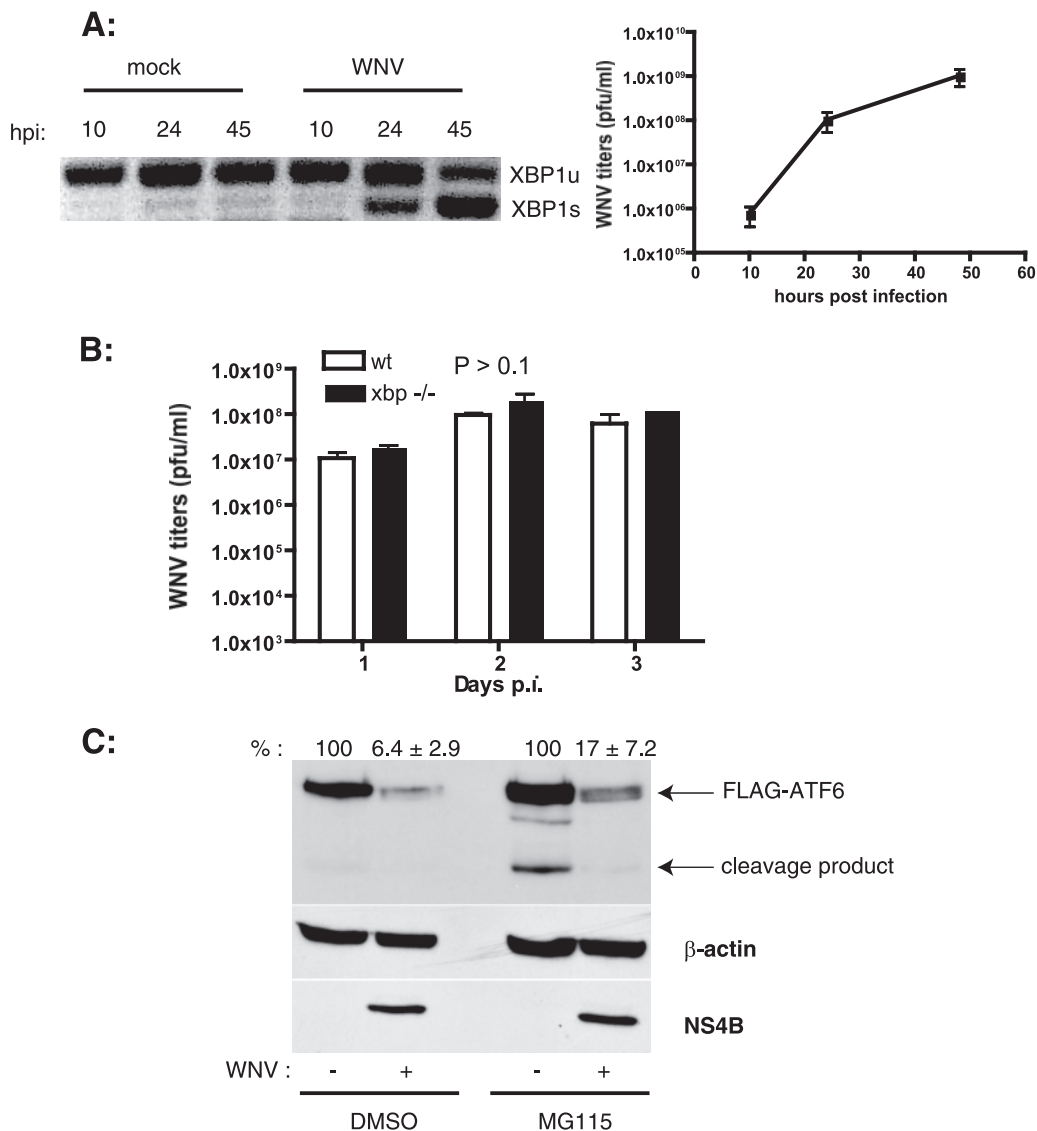 A:
mock WNV
hpi: 10 24 45 10 24 45
XBP1u
XBP1s
WNV titers (pfu/ml)
1.0x10¹⁰
1.0x10⁰⁹
1.0x10⁰⁸
1.0x10⁰⁷
1.0x10⁰⁶
1.0x10⁰⁵
0 10 20 30 40 50 60
hours post infection
B:
wt
xbp -/-
P > 0.1
WNV titers (pfu/ml)
1.0x10⁹
1.0x10⁸
1.0x10⁷
1.0x10⁶
1.0x10⁵
1.0x10⁴
1.0x10³
1 2 3
Days p.i.
C:
% : 100 6.4 ± 2.9 100 17 ± 7.2
FLAG-ATF6
cleavage product
β-actin
NS4B
WNV : - + - +
DMSO MG115